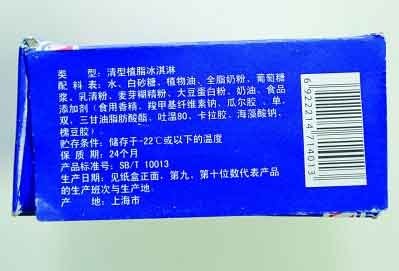 类 型：清型植脂冰淇淋
配 料 表：水、白砂糖、植物油、全脂奶粉、葡萄糖
浆、乳清粉、麦芽糊精粉、大豆蛋白粉、奶油、食品
添加剂（食用香精、羧甲基纤维素钠、瓜尔胶、单、
双、三甘油脂肪酸酯、吐温80、卡拉胶、海藻酸钠、
槐豆胶）。
贮存条件：储存于-22℃或以下的温度
保 质 期：24个月
产品标准号：SB/T 10013
生产日期：见纸盒正面，第九、第十位数代表产品
的生产班次与生产地。
产 地：上海市
6922214714013